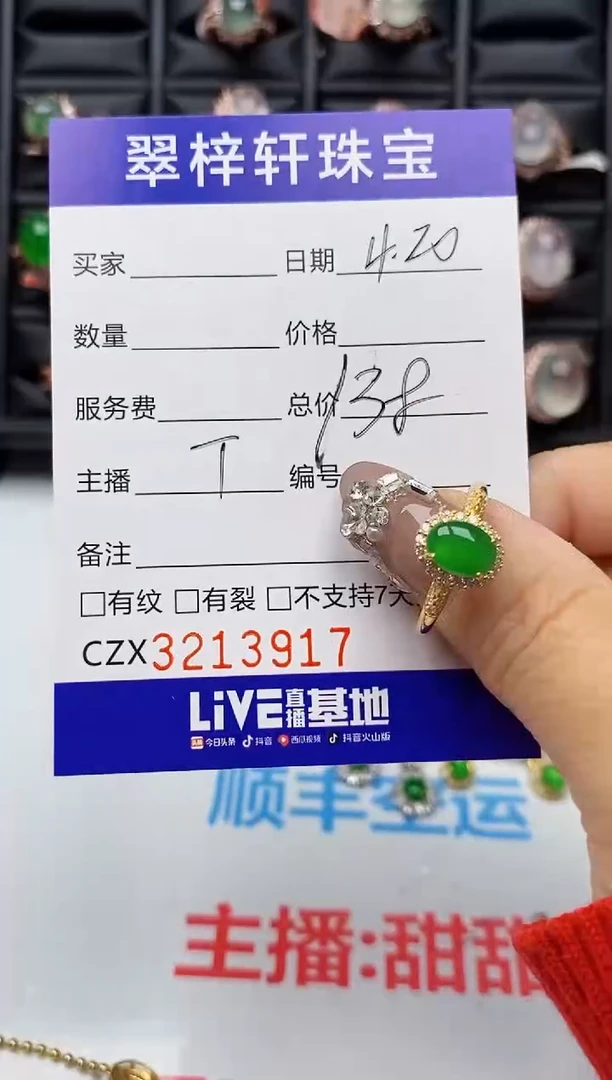 翠梓轩珠宝
买家 日期 4.20
数量 价格
服务费 总价 138
主播 T 编号
备注
□有纹 □有裂 □不支持7天
CZX3213917
LiVE直播基地
今日头条 抖音 西瓜视频 抖音火山版
顺丰空运
主播:甜甜